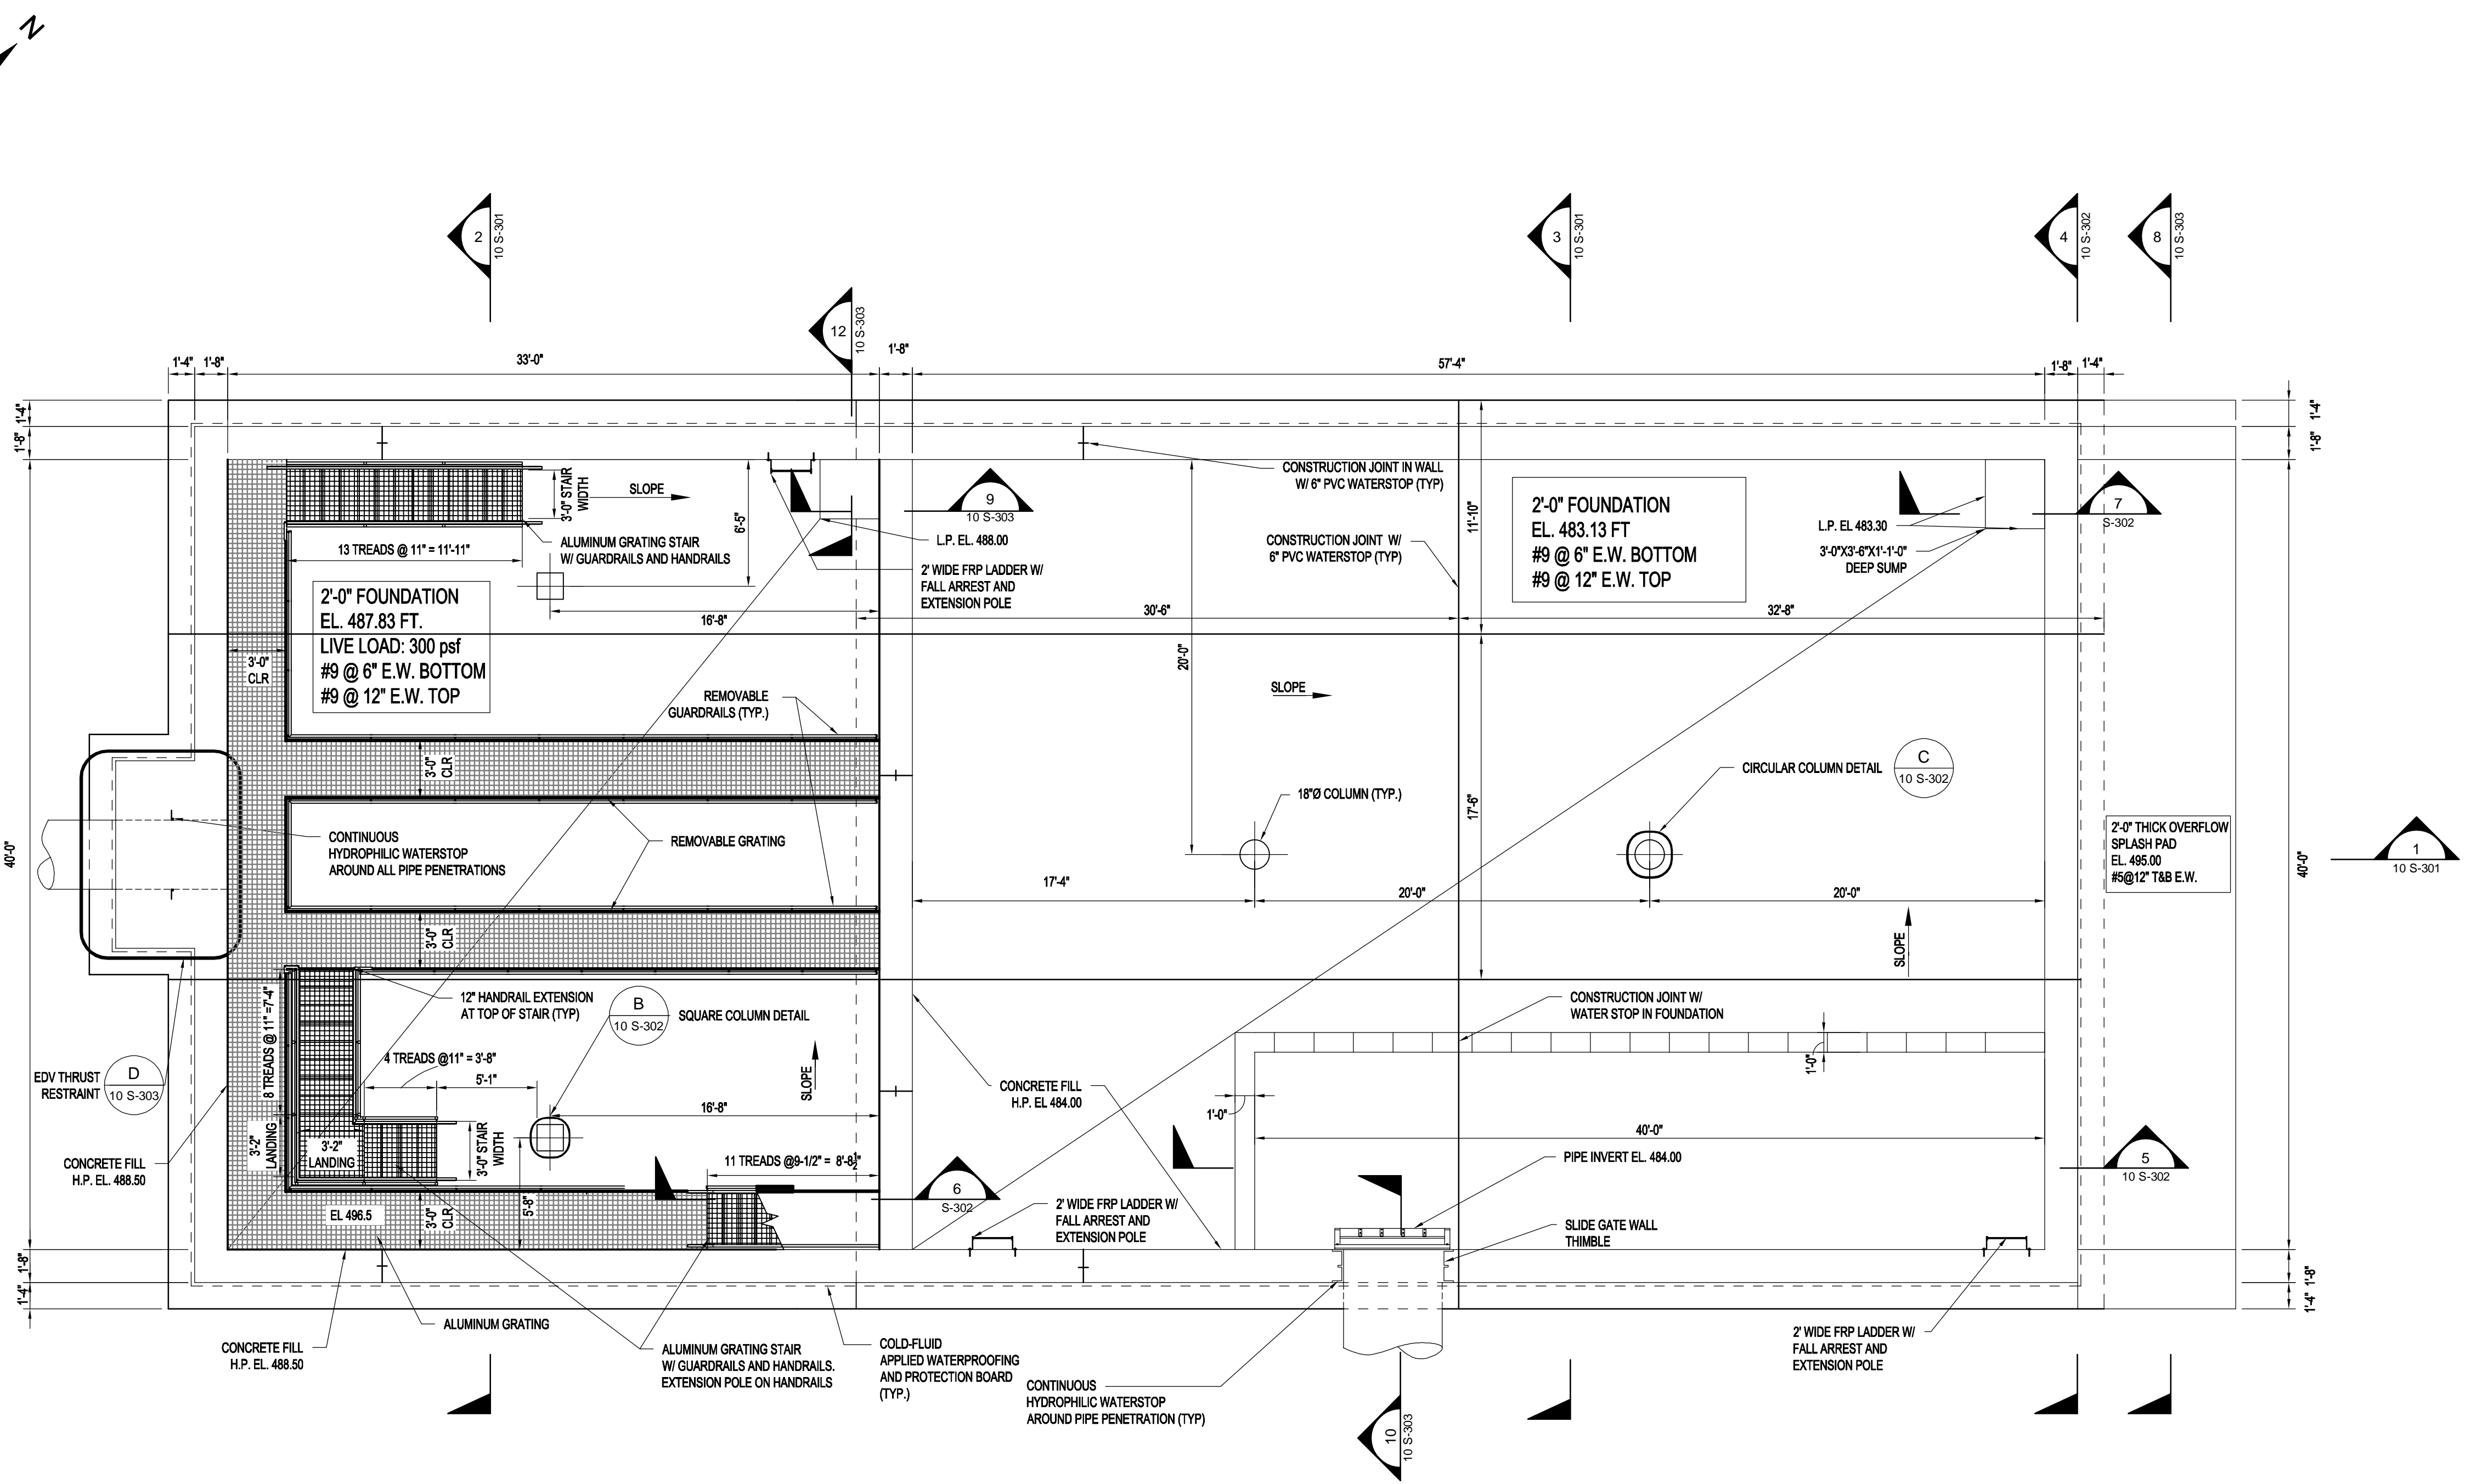 N
2
10 S-301
3
10 S-301
4
10 S-302
8
10 S-303
12
10 S-303
1'-4"
1'-8"
33'-0"
1'-8"
57'-4"
1'-8"
1'-4"
1'-4"
1'-8"
1'-4"
1'-8"
3'-0" STAIR
WIDTH
SLOPE
6'-5"
9
10 S-303
CONSTRUCTION JOINT IN WALL
W/ 6" PVC WATERSTOP (TYP)
11'-10"
2'-0" FOUNDATION
EL. 483.13 FT
#9 @ 6" E.W. BOTTOM
#9 @ 12" E.W. TOP
7
S-302
L.P. EL 483.30
3'-0"X3'-6"X1'-1'-0"
DEEP SUMP
13 TREADS @ 11" = 11'-11"
ALUMINUM GRATING STAIR
W/ GUARDRAILS AND HANDRAILS
L.P. EL. 488.00
CONSTRUCTION JOINT W/
6" PVC WATERSTOP (TYP)
2' WIDE FRP LADDER W/
FALL ARREST AND
EXTENSION POLE
2'-0" FOUNDATION
EL. 487.83 FT.
LIVE LOAD: 300 psf
#9 @ 6" E.W. BOTTOM
#9 @ 12" E.W. TOP
16'-8"
30'-6"
32'-8"
3'-0"
CLR
20'-0"
SLOPE
REMOVABLE
GUARDRAILS (TYP.)
3'-0"
CLR
CIRCULAR COLUMN DETAIL
C
10 S-302
18"Ø COLUMN (TYP.)
17'-6"
CONTINUOUS
HYDROPHILIC WATERSTOP
AROUND ALL PIPE PENETRATIONS
REMOVABLE GRATING
40'-0"
2'-0" THICK OVERFLOW
SPLASH PAD
EL. 495.00
#5@12" T&B E.W.
40'-0"
1
10 S-301
17'-4"
20'-0"
20'-0"
3'-0"
CLR
SLOPE
12" HANDRAIL EXTENSION
AT TOP OF STAIR (TYP)
B
10 S-302
SQUARE COLUMN DETAIL
CONSTRUCTION JOINT W/
WATER STOP IN FOUNDATION
8 TREADS @ 11" =7'-4"
4 TREADS @11" = 3'-8"
5'-1"
SLOPE
1'-0"
EDV THRUST
RESTRAINT
D
10 S-303
CONCRETE FILL
H.P. EL 484.00
16'-8"
1'-0"
40'-0"
3'-2"
LANDING
3'-2"
LANDING
3'-0" STAIR
WIDTH
5'-8"
11 TREADS @9-1/2" = 8'-8½"
PIPE INVERT EL. 484.00
5
10 S-302
CONCRETE FILL
H.P. EL. 488.50
6
S-302
2' WIDE FRP LADDER W/
FALL ARREST AND
EXTENSION POLE
SLIDE GATE WALL
THIMBLE
EL 496.5
3'-0"
CLR
1'-8"
1'-4"
1'-8"
1'-4"
ALUMINUM GRATING
CONCRETE FILL
H.P. EL. 488.50
ALUMINUM GRATING STAIR
W/ GUARDRAILS AND HANDRAILS.
EXTENSION POLE ON HANDRAILS
COLD-FLUID
APPLIED WATERPROOFING
AND PROTECTION BOARD
(TYP.)
CONTINUOUS
HYDROPHILIC WATERSTOP
AROUND PIPE PENETRATION (TYP)
2' WIDE FRP LADDER W/
FALL ARREST AND
EXTENSION POLE
10
10 S-303